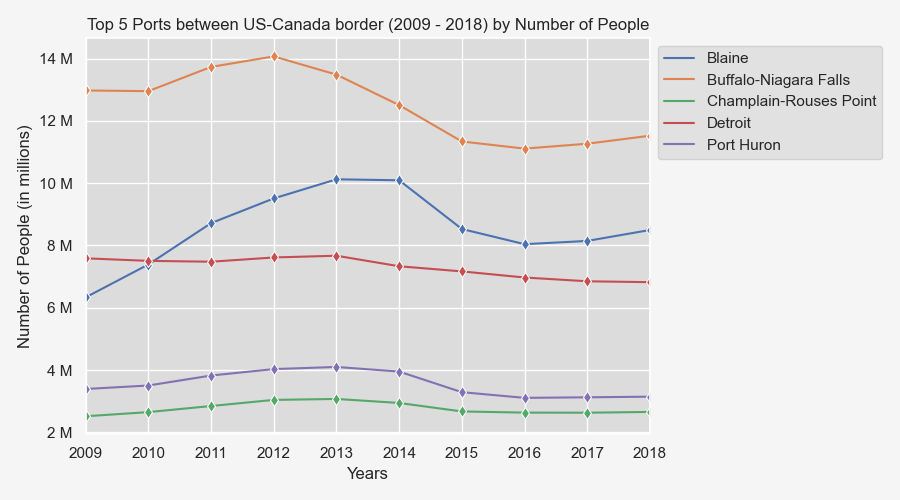 Top 5 Ports between US-Canada border (2009 - 2018) by Number of People
14 M
12 M
10 M
8 M
6 M
4 M
2 M
Number of People (in millions)
2009 2010 2011 2012 2013 2014 2015 2016 2017 2018
Years
Blaine
Buffalo-Niagara Falls
Champlain-Rouses Point
Detroit
Port Huron